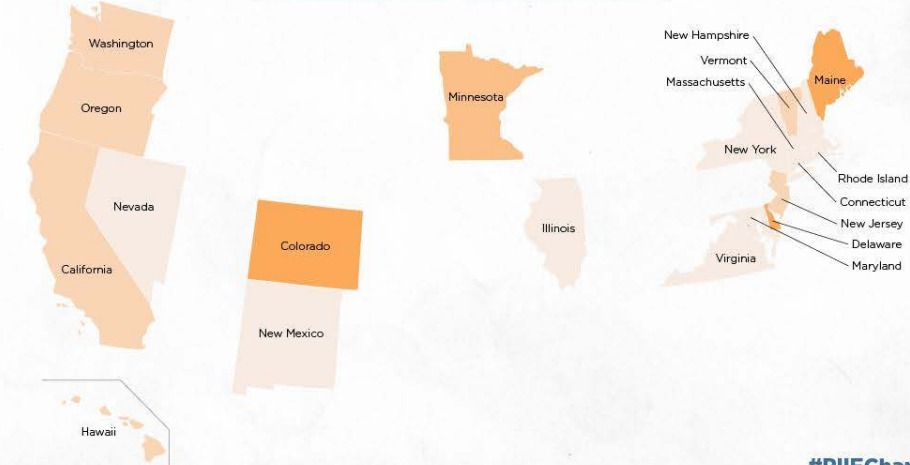 Washington
Oregon
Nevada
California
Hawaii
Colorado
New Mexico
Minnesota
Illinois
New Hampshire
Vermont
Massachusetts
Maine
New York
Rhode Island
Connecticut
New Jersey
Delaware
Maryland
Virginia